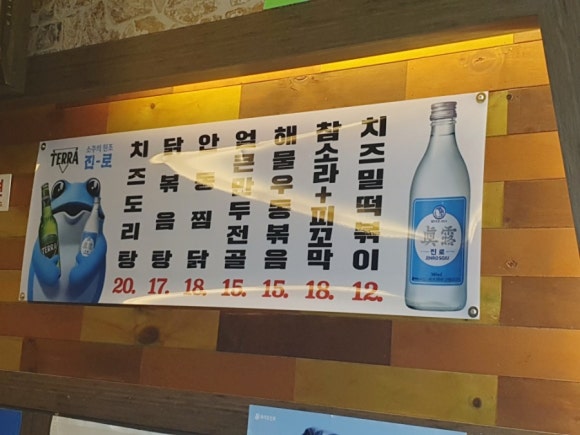 TERRA
소주의 원조
진-로
TERRA
치즈도리랑
20.
닭볶음탕
17.
안동찜닭
18.
얼큰만두전골
15.
해물우동볶음
15.
참소라+피꼬막
18.
치즈밀떡볶이
12.
眞露
진로